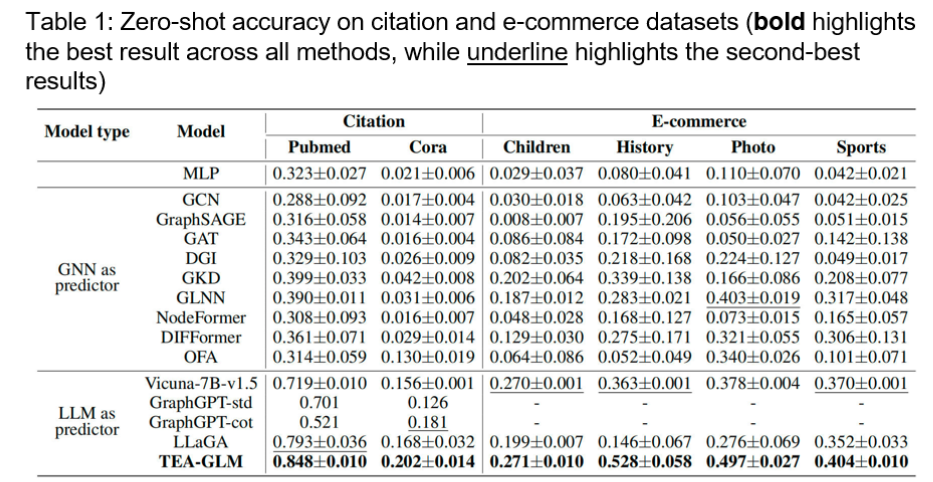 Table 1: Zero-shot accuracy on citation and e-commerce datasets (bold highlights
the best result across all methods, while underline highlights the second-best
results)
Model type Model Citation E-commerce
Pubmed Cora Children History Photo Sports
MLP 0.323±0.027 0.021±0.006 0.029±0.037 0.080±0.041 0.110±0.070 0.042±0.021
GNN as predictor
GCN 0.288±0.092 0.017±0.004 0.030±0.018 0.063±0.042 0.103±0.047 0.042±0.025
GraphSAGE 0.316±0.058 0.014±0.007 0.008±0.007 0.195±0.206 0.056±0.055 0.051±0.015
GAT 0.343±0.064 0.016±0.004 0.086±0.084 0.172±0.098 0.050±0.027 0.142±0.138
DGI 0.329±0.103 0.026±0.009 0.082±0.035 0.218±0.168 0.224±0.127 0.049±0.017
GKD 0.399±0.033 0.042±0.008 0.202±0.064 0.339±0.138 0.166±0.086 0.208±0.077
GLNN 0.390±0.011 0.031±0.006 0.187±0.012 0.283±0.021 0.403±0.019 0.317±0.048
NodeFormer 0.308±0.093 0.016±0.007 0.048±0.028 0.168±0.127 0.073±0.015 0.165±0.057
DIFFormer 0.361±0.071 0.029±0.014 0.129±0.030 0.275±0.171 0.321±0.055 0.306±0.131
OFA 0.314±0.059 0.130±0.019 0.064±0.086 0.052±0.049 0.340±0.026 0.101±0.071
LLM as predictor
Vicuna-7B-v1.5 0.719±0.010 0.156±0.001 0.270±0.001 0.363±0.001 0.378±0.004 0.370±0.001
GraphGPT-std 0.701 0.126 - - - -
GraphGPT-cot 0.521 0.181 - - - -
LLaGA 0.793±0.036 0.168±0.032 0.199±0.007 0.146±0.067 0.276±0.069 0.352±0.033
TEA-GLM 0.848±0.010 0.202±0.014 0.271±0.010 0.528±0.058 0.497±0.027 0.404±0.010